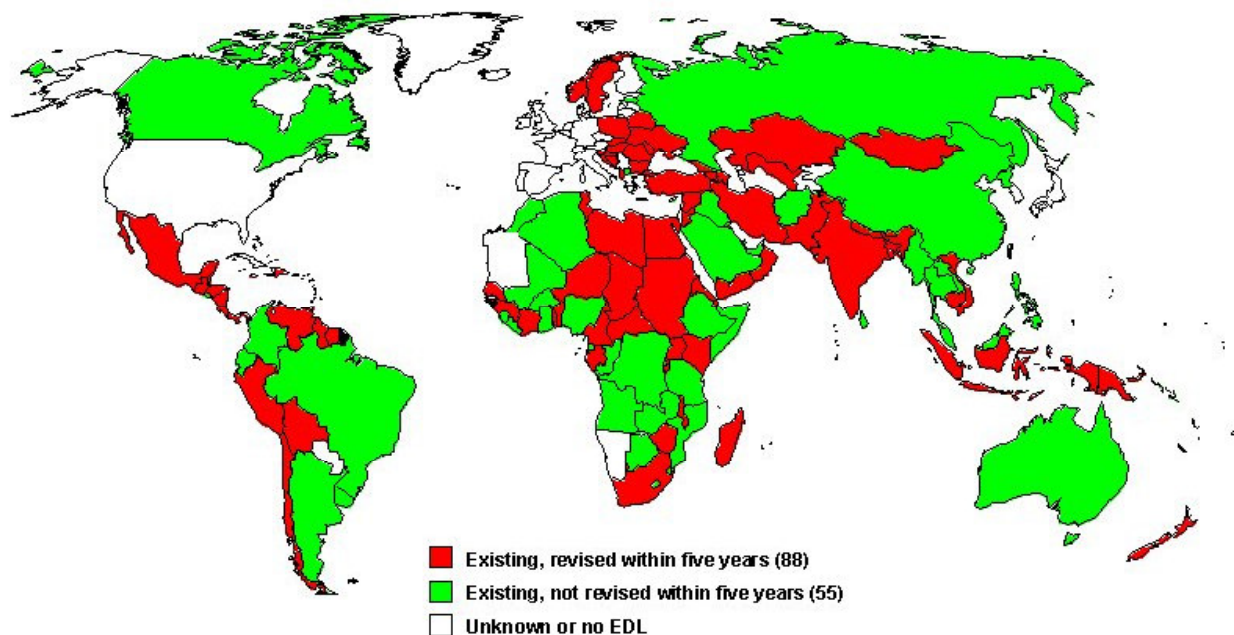 Existing, revised within five years (88)
Existing, not revised within five years (55)
Unknown or no EDL